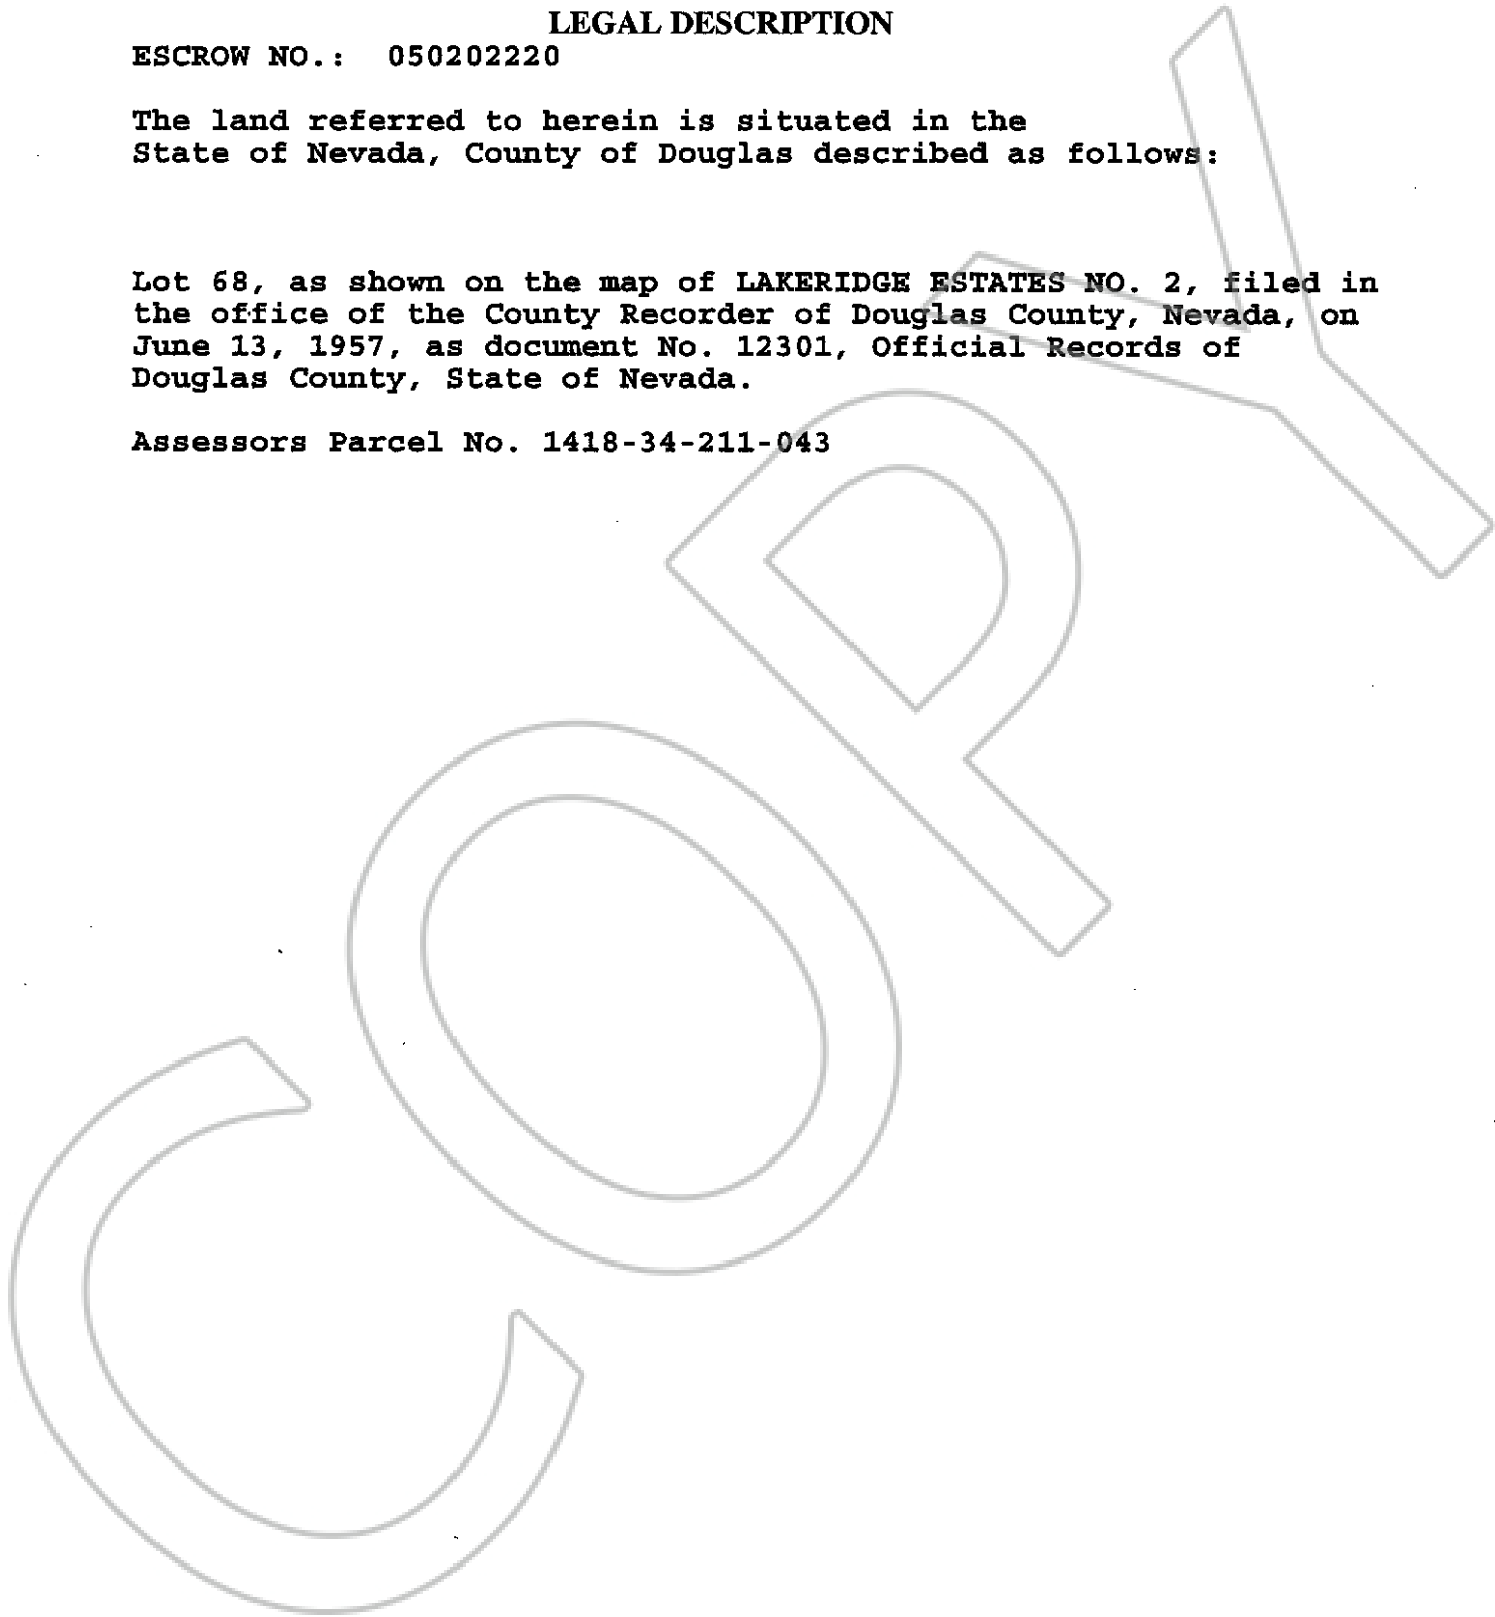 LEGAL DESCRIPTION
ESCROW NO.: 050202220
The land referred to herein is situated in the
State of Nevada, County of Douglas described as follows:
Lot 68, as shown on the map of LAKERIDGE ESTATES NO. 2, filed in
the office of the County Recorder of Douglas County, Nevada, on
June 13, 1957, as document No. 12301, Official Records of
Douglas County, State of Nevada.
Assessors Parcel No. 1418-34-211-043
COPY